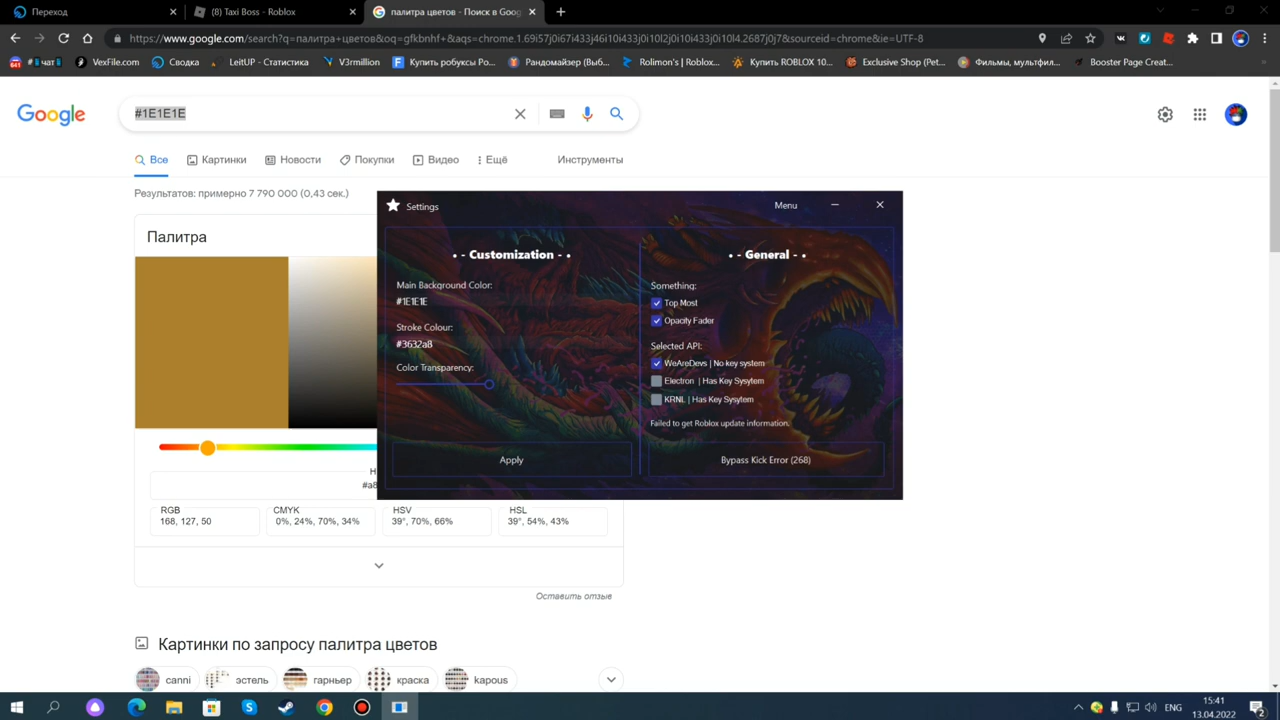 Переход
(8) Taxi Boss - Roblox
палитра цветов - Поиск в Goog
https://www.google.com/search?q=палитра+цветов&oq=gfkbnhf+&aqs=chrome.1.69i57j0i67i433j46i10i433j0i10l2j0i10i433j0i10l4.2687j0j7&sourceid=chrome&ie=UTF-8
VexFile.com
Сводка
LeitUP - Статистика
V3rmillion
Купить робуксы Ро...
Рандомайзер (Выб...
Rolimon's | Roblox...
Купить ROBLOX 10...
Exclusive Shop (Pet...
Фильмы, мультфил...
Booster Page Creat...
Google
#1E1E1E
Все
Картинки
Новости
Покупки
Видео
Ещё
Инструменты
Результатов: примерно 7 790 000 (0,43 сек.)
Палитра
Settings
Menu
• - Customization - •
Main Background Color:
#1E1E1E
Stroke Colour:
#3632a8
Color Transparency:
Apply
• - General - •
Something:
Top Most
Opacity Fader
Selected API:
WeAreDevs | No key system
Electron | Has Key Sysytem
KRNL | Has Key Sysytem
Failed to get Roblox update information.
Bypass Kick Error (268)
H
#a8
RGB
168, 127, 50
CMYK
0%, 24%, 70%, 34%
HSV
39°, 70%, 66%
HSL
39°, 54%, 43%
Оставить отзыв
Картинки по запросу палитра цветов
эстель
гарньер
краска
kapous
ENG
15:41
13.04.2022
2